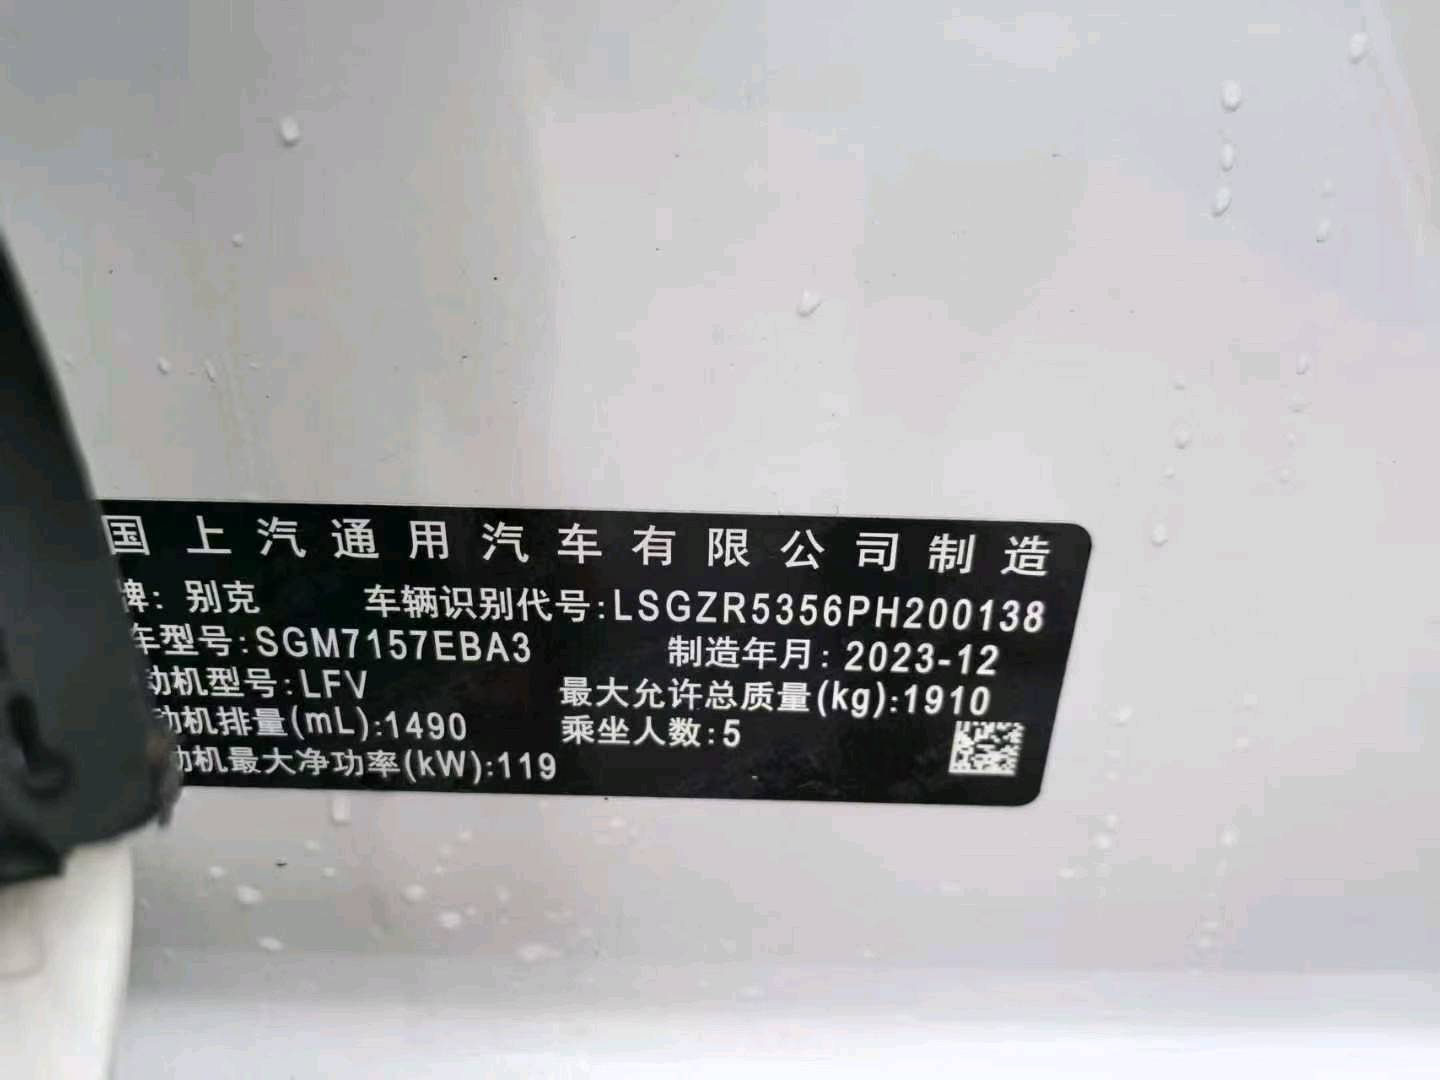 国上汽通用汽车有限公司制造
牌: 别克 车辆识别代号:LSGZR5356PH200138
车型号:SGM7157EBA3 制造年月: 2023-12
动机型号:LFV 最大允许总质量(kg):1910
动机排量(mL):1490 乘坐人数:5
动机最大净功率(kW):119